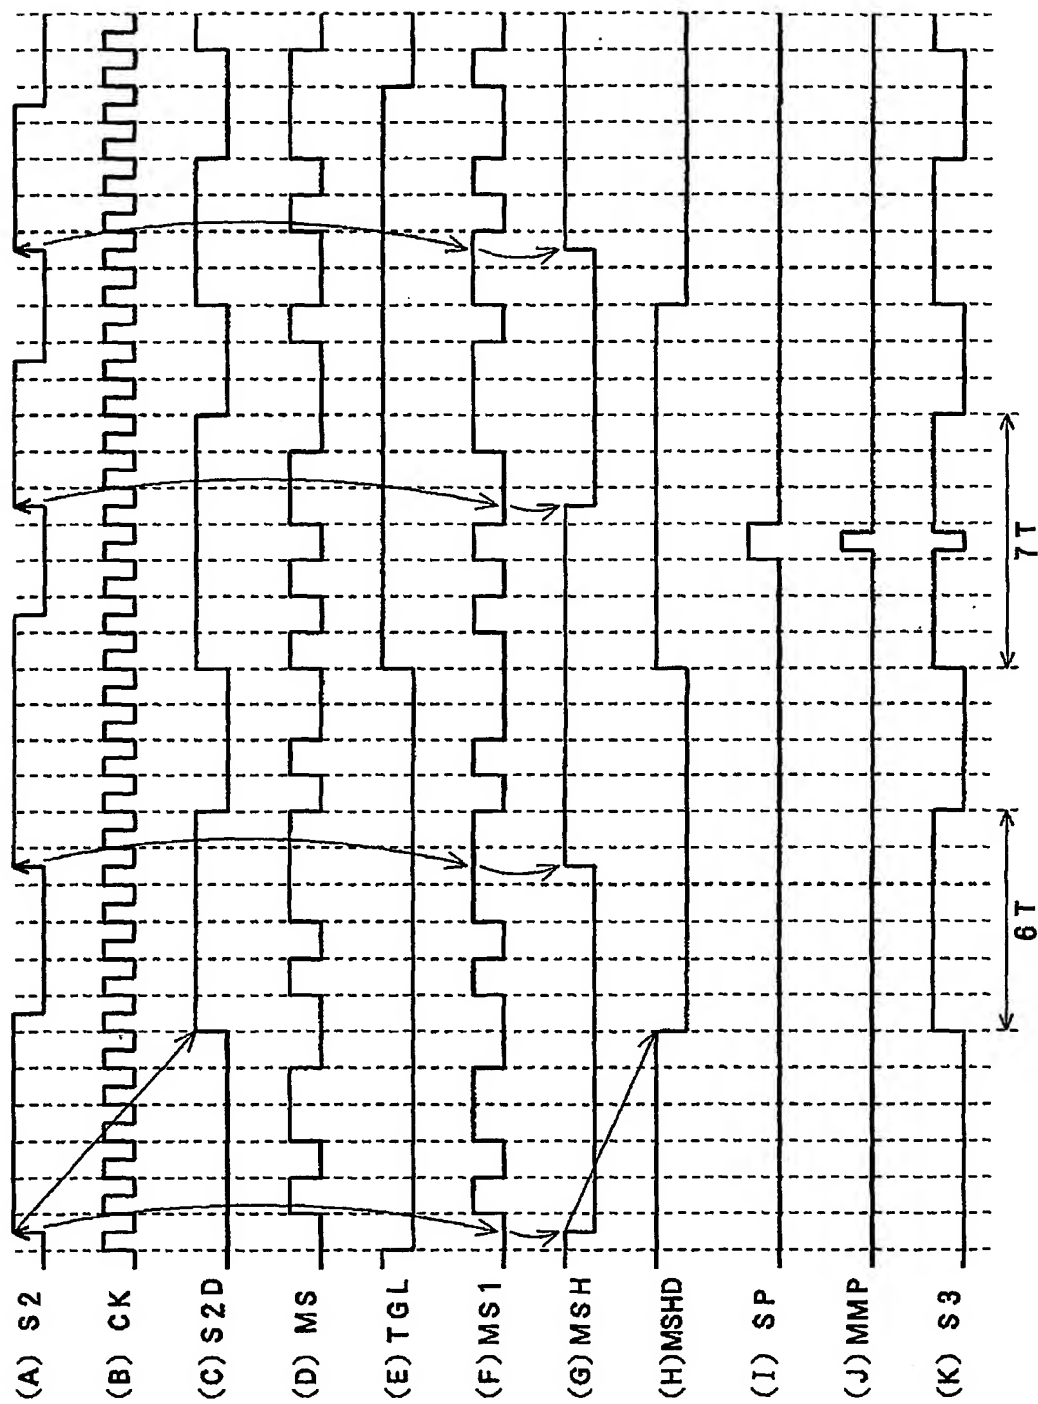 (A) S2
(B) CK
(C) S2D
(D) MS
(E) TGL
(F) MS1
(G) MSH
(H) MSHD
(I) SP
(J) MMP
(K) S3
6T
7T